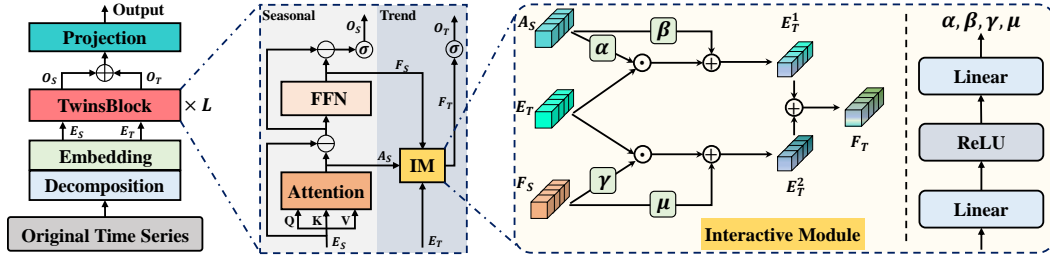 Output
Projection
O_S
O_T
TwinsBlock
× L
E_S
E_T
Embedding
Decomposition
Original Time Series
Seasonal
Trend
O_S
O_T
σ
σ
F_S
F_T
FFN
A_S
IM
Attention
Q
K
V
E_S
E_T
A_S
α
β
E_T^1
E_T
F_T
F_S
γ
μ
E_T^2
Interactive Module
α, β, γ, μ
Linear
ReLU
Linear